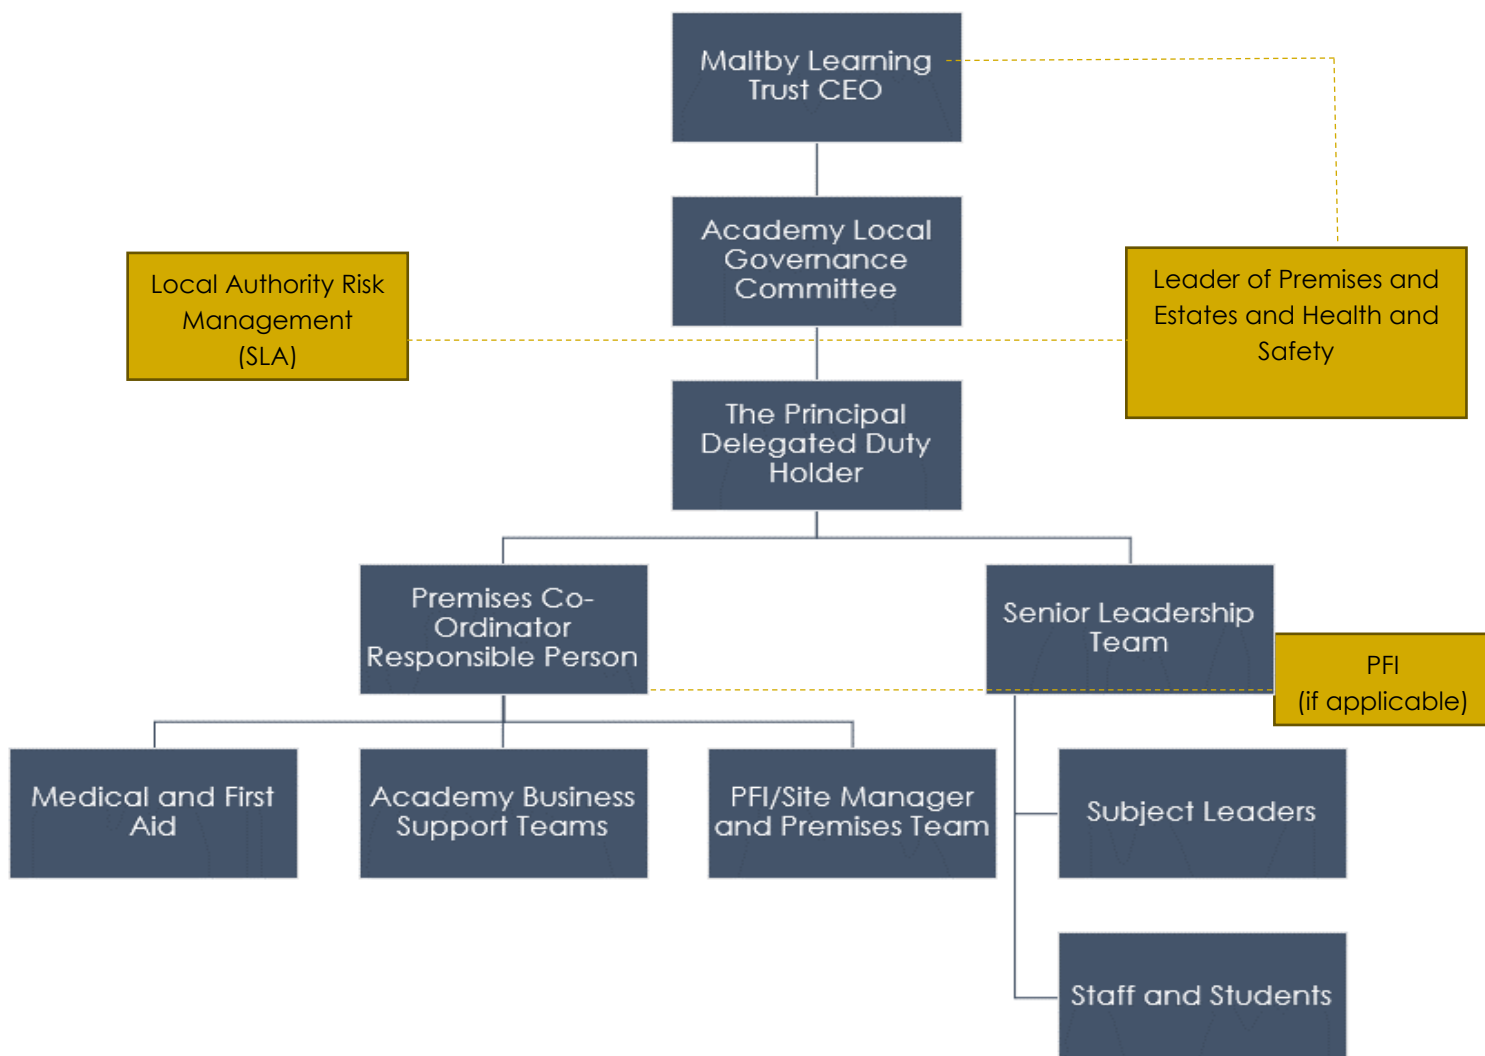 Maltby Learning
Trust CEO
Academy Local
Governance
Committee
Local Authority Risk
Management
(SLA)
Leader of Premises and
Estates and Health and
Safety
The Principal
Delegated Duty
Holder
Premises Co-
Ordinator
Responsible Person
Senior Leadership
Team
PFI
(if applicable)
Medical and First
Aid
Academy Business
Support Teams
PFI/Site Manager
and Premises Team
Subject Leaders
Staff and Students